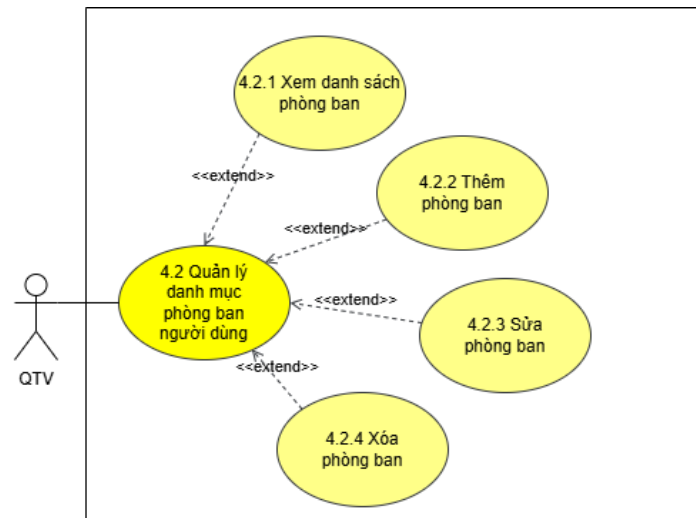 4.2.1 Xem danh sách
phòng ban
<<extend>>
4.2.2 Thêm
phòng ban
<<extend>>
4.2 Quản lý
danh mục
phòng ban
người dùng
<<extend>>
4.2.3 Sửa
phòng ban
QTV
<<extend>>
4.2.4 Xóa
phòng ban